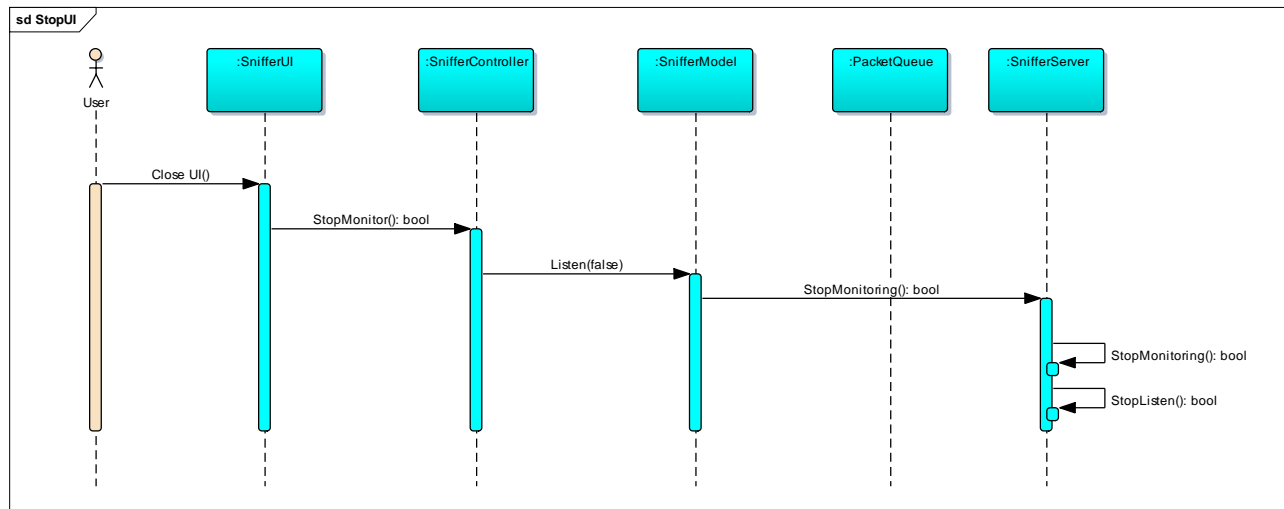 sd StopUI
:SnifferUI
:SnifferController
:SnifferModel
:PacketQueue
:SnifferServer
User
Close UI()
StopMonitor(): bool
Listen(false)
StopMonitoring(): bool
StopMonitoring(): bool
StopListen(): bool